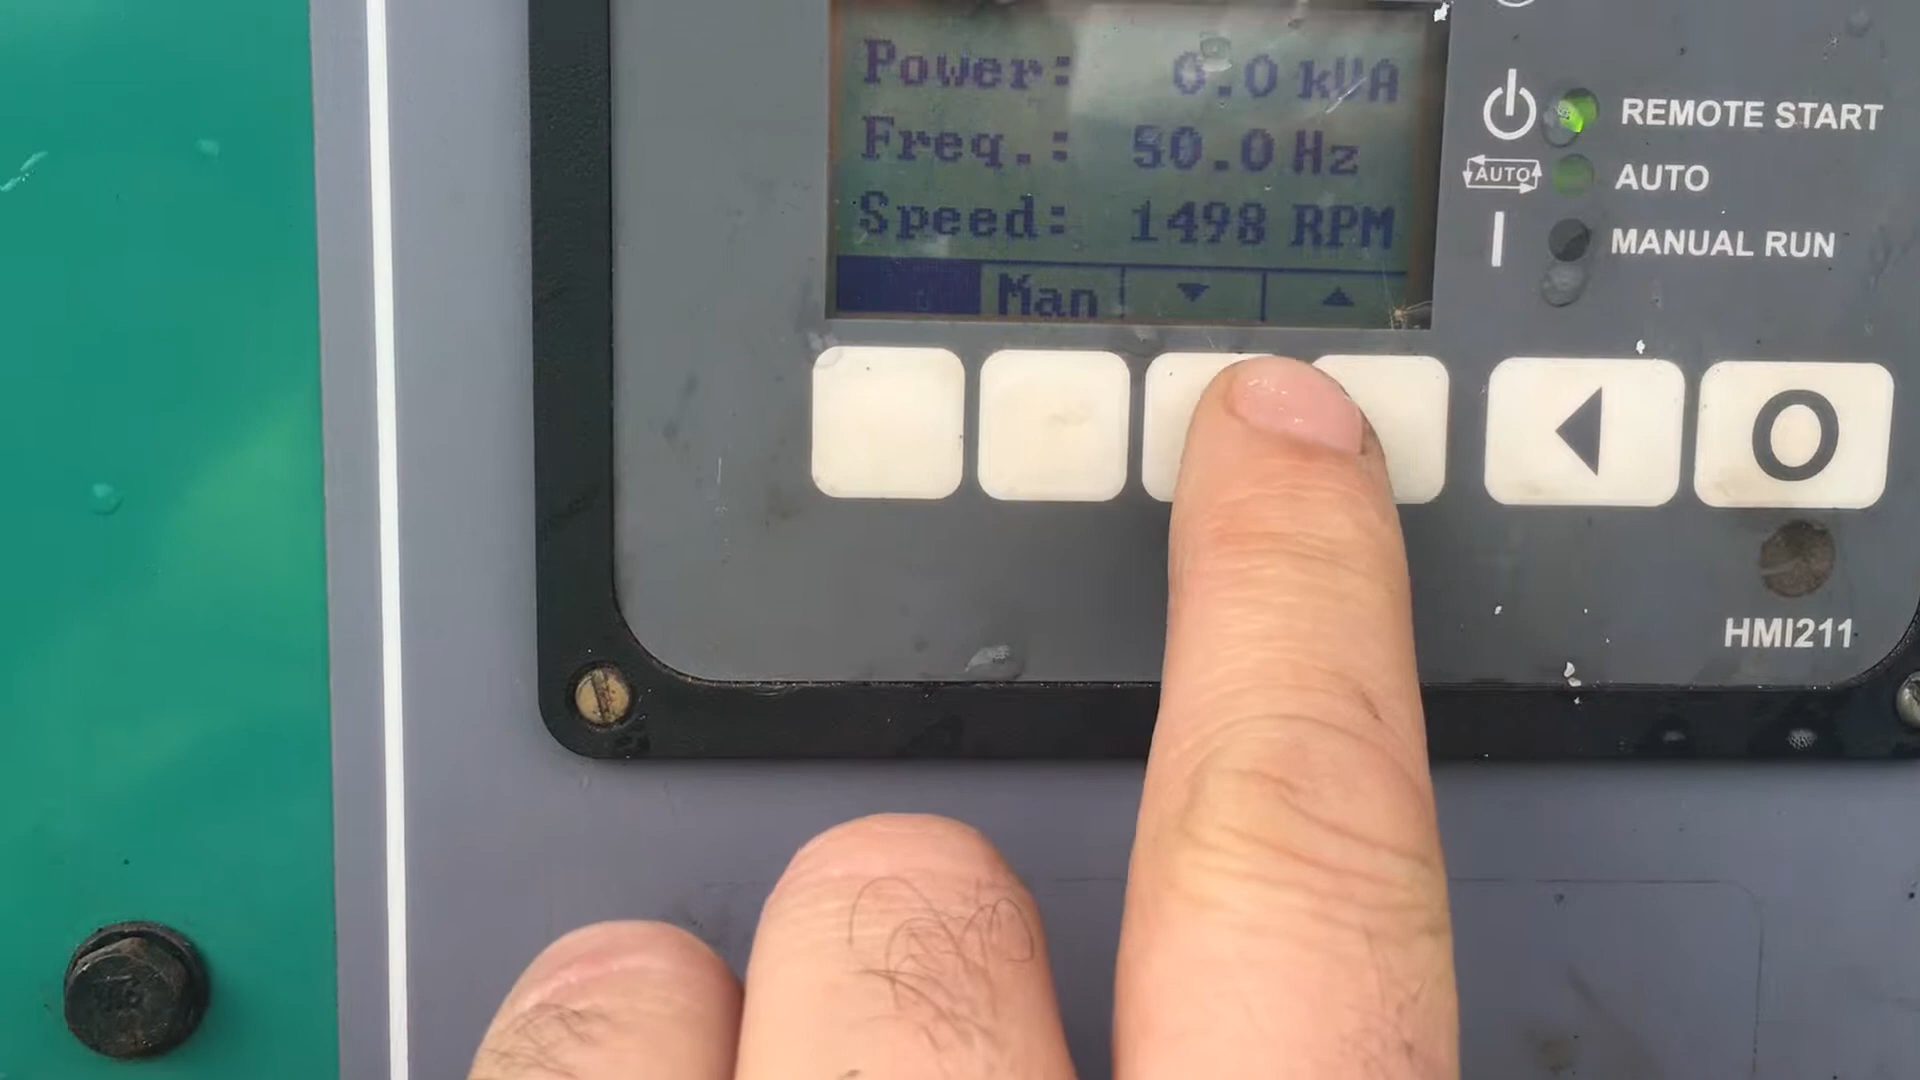 Power: 0.0 kVA
Freq.: 50.0 Hz
Speed: 1498 RPM
Man
REMOTE START
AUTO AUTO
MANUAL RUN
O
HMI211